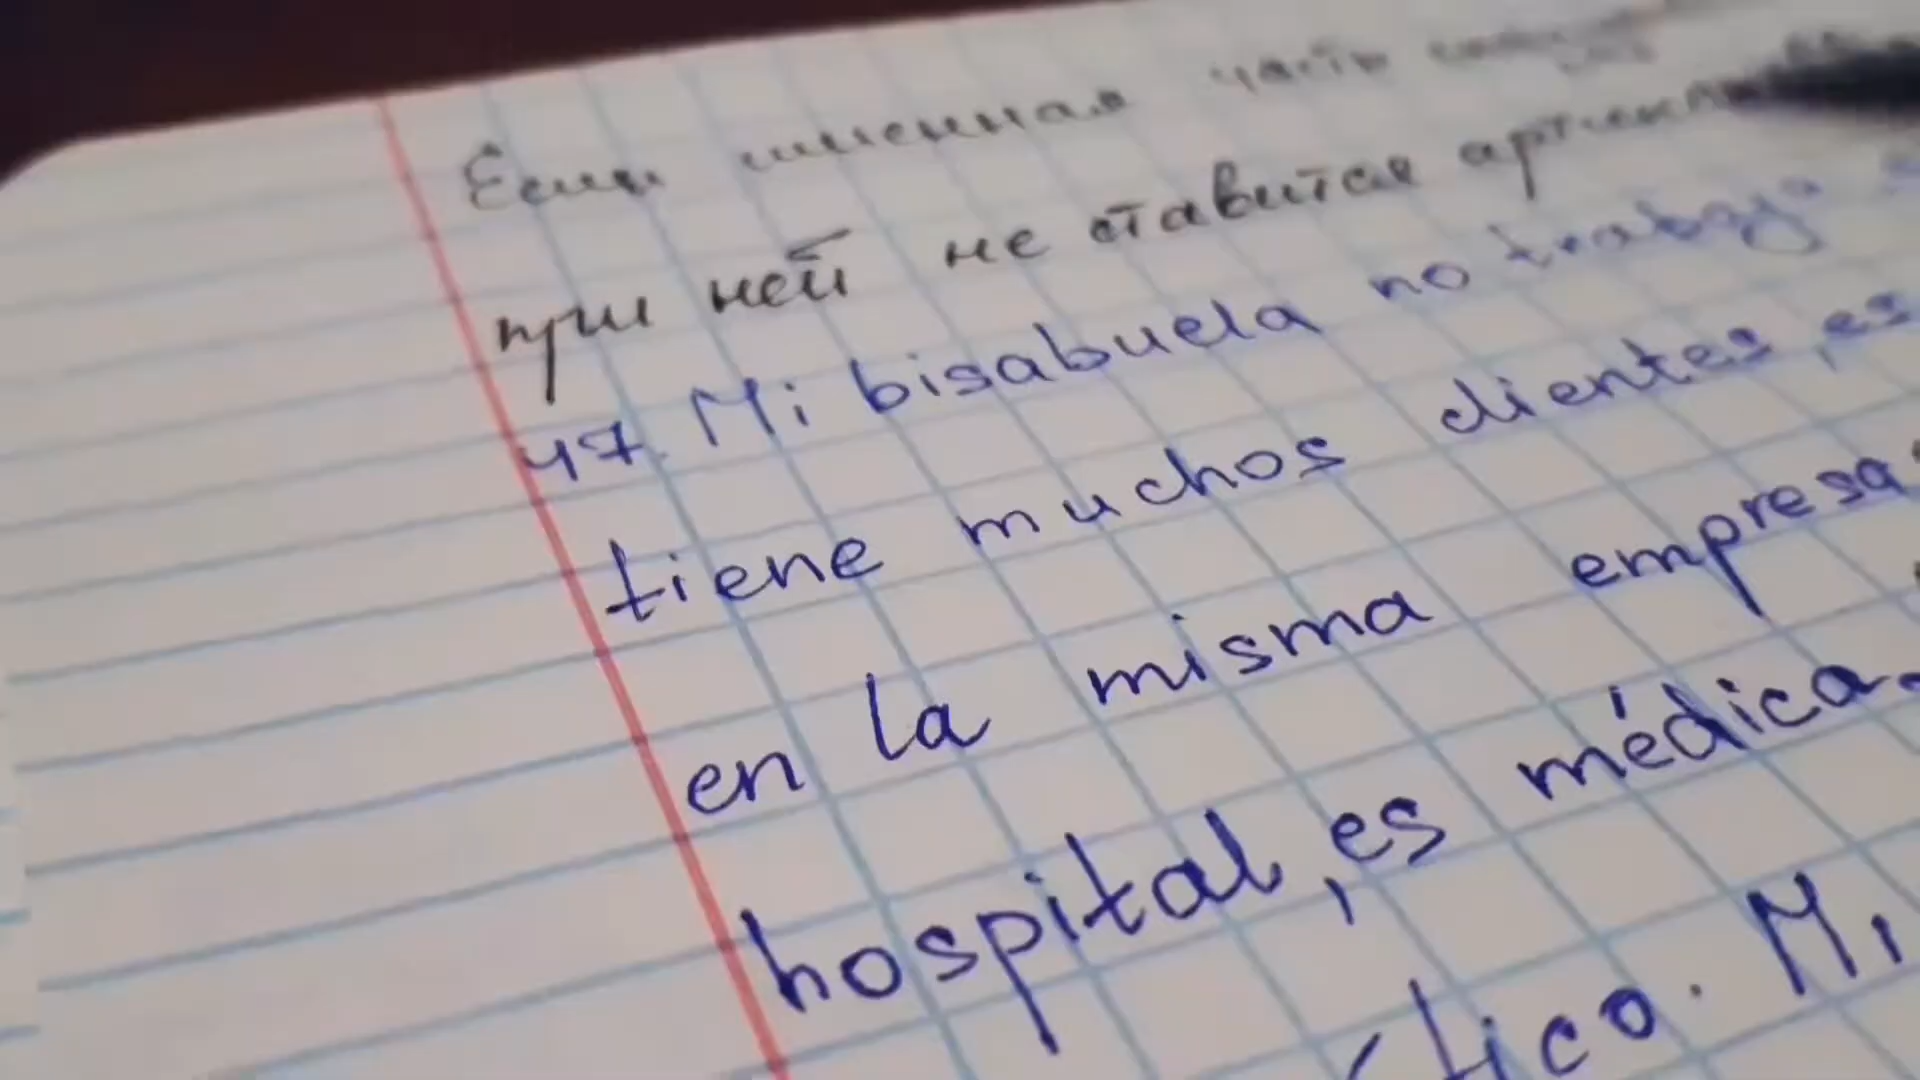 Если именная часть
при ней не ставится
47. Mi bisabuela no trabaja
tiene muchos clientes, es
en la misma empresa
hospital, es médica.
tico. Mi